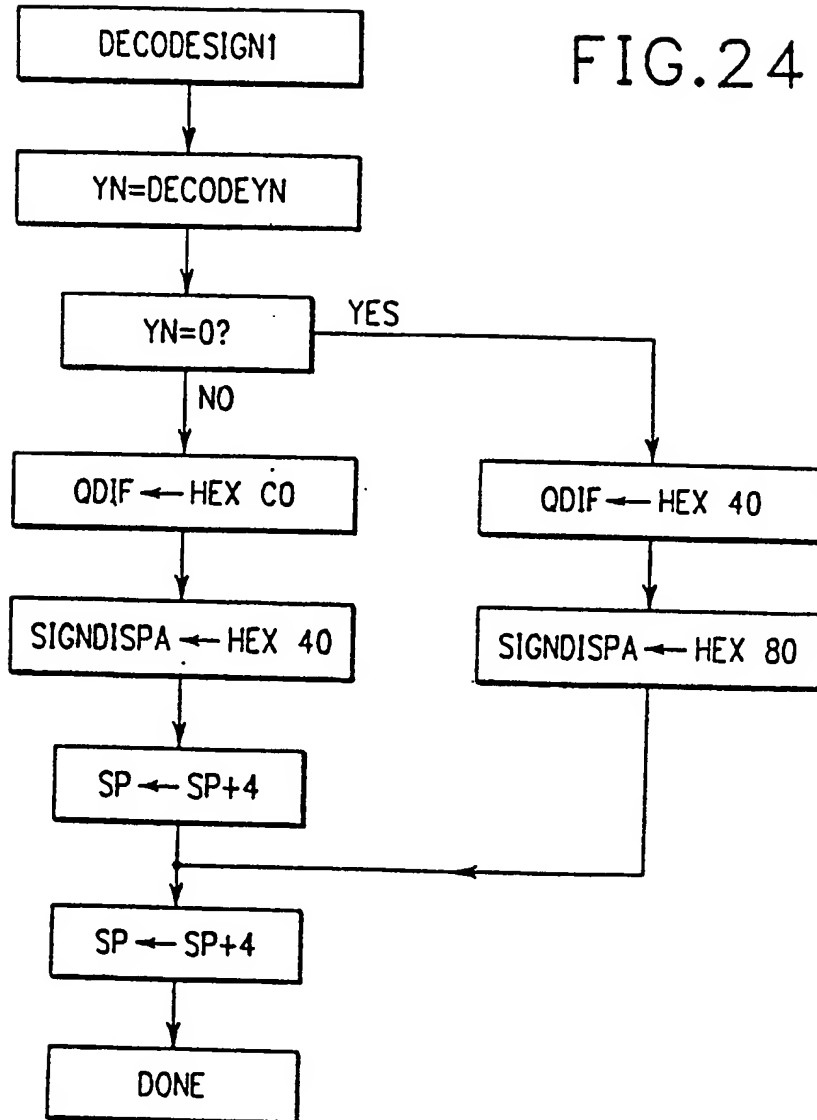 DECODESIGN1
FIG.24
YN=DECODEYN
YN=0?
YES
NO
QDIF ← HEX C0
QDIF ← HEX 40
SIGNDISPA ← HEX 40
SIGNDISPA ← HEX 80
SP ← SP+4
SP ← SP+4
DONE